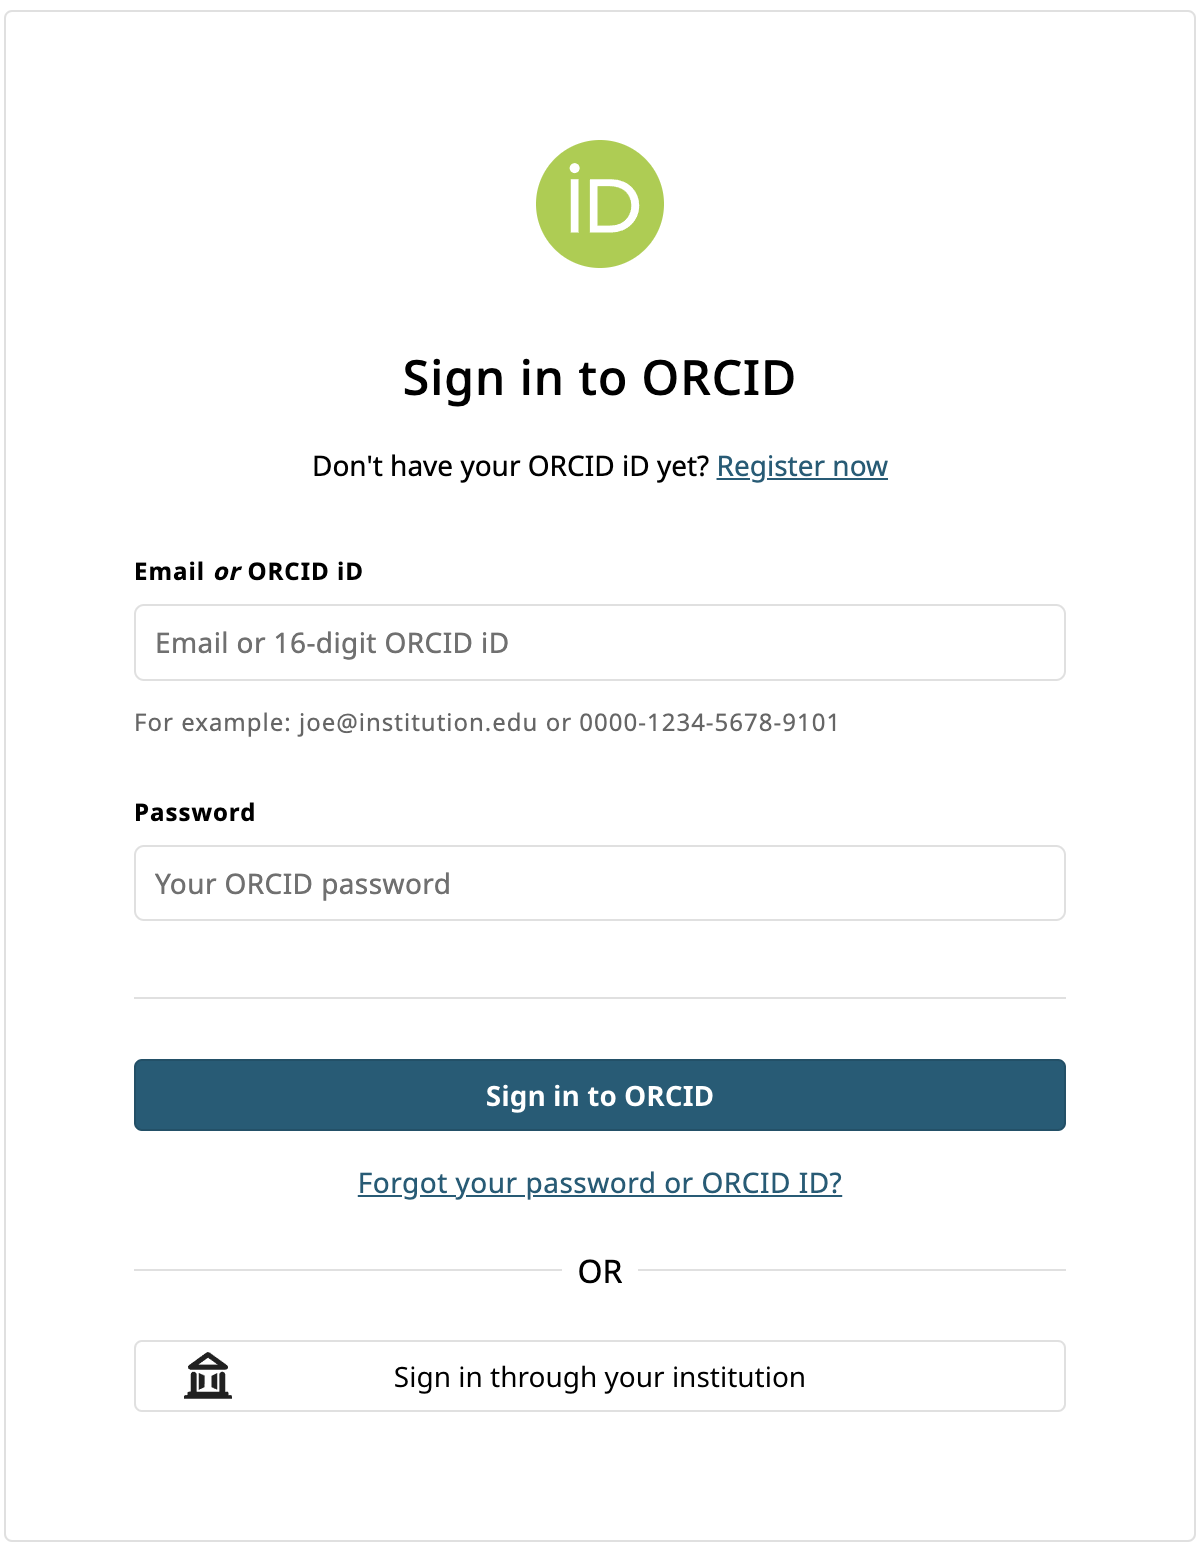 iD
Sign in to ORCID
Don't have your ORCID iD yet? Register now
Email or ORCID iD
Email or 16-digit ORCID iD
For example: joe@institution.edu or 0000-1234-5678-9101
Password
Your ORCID password
Sign in to ORCID
Forgot your password or ORCID ID?
OR
Sign in through your institution